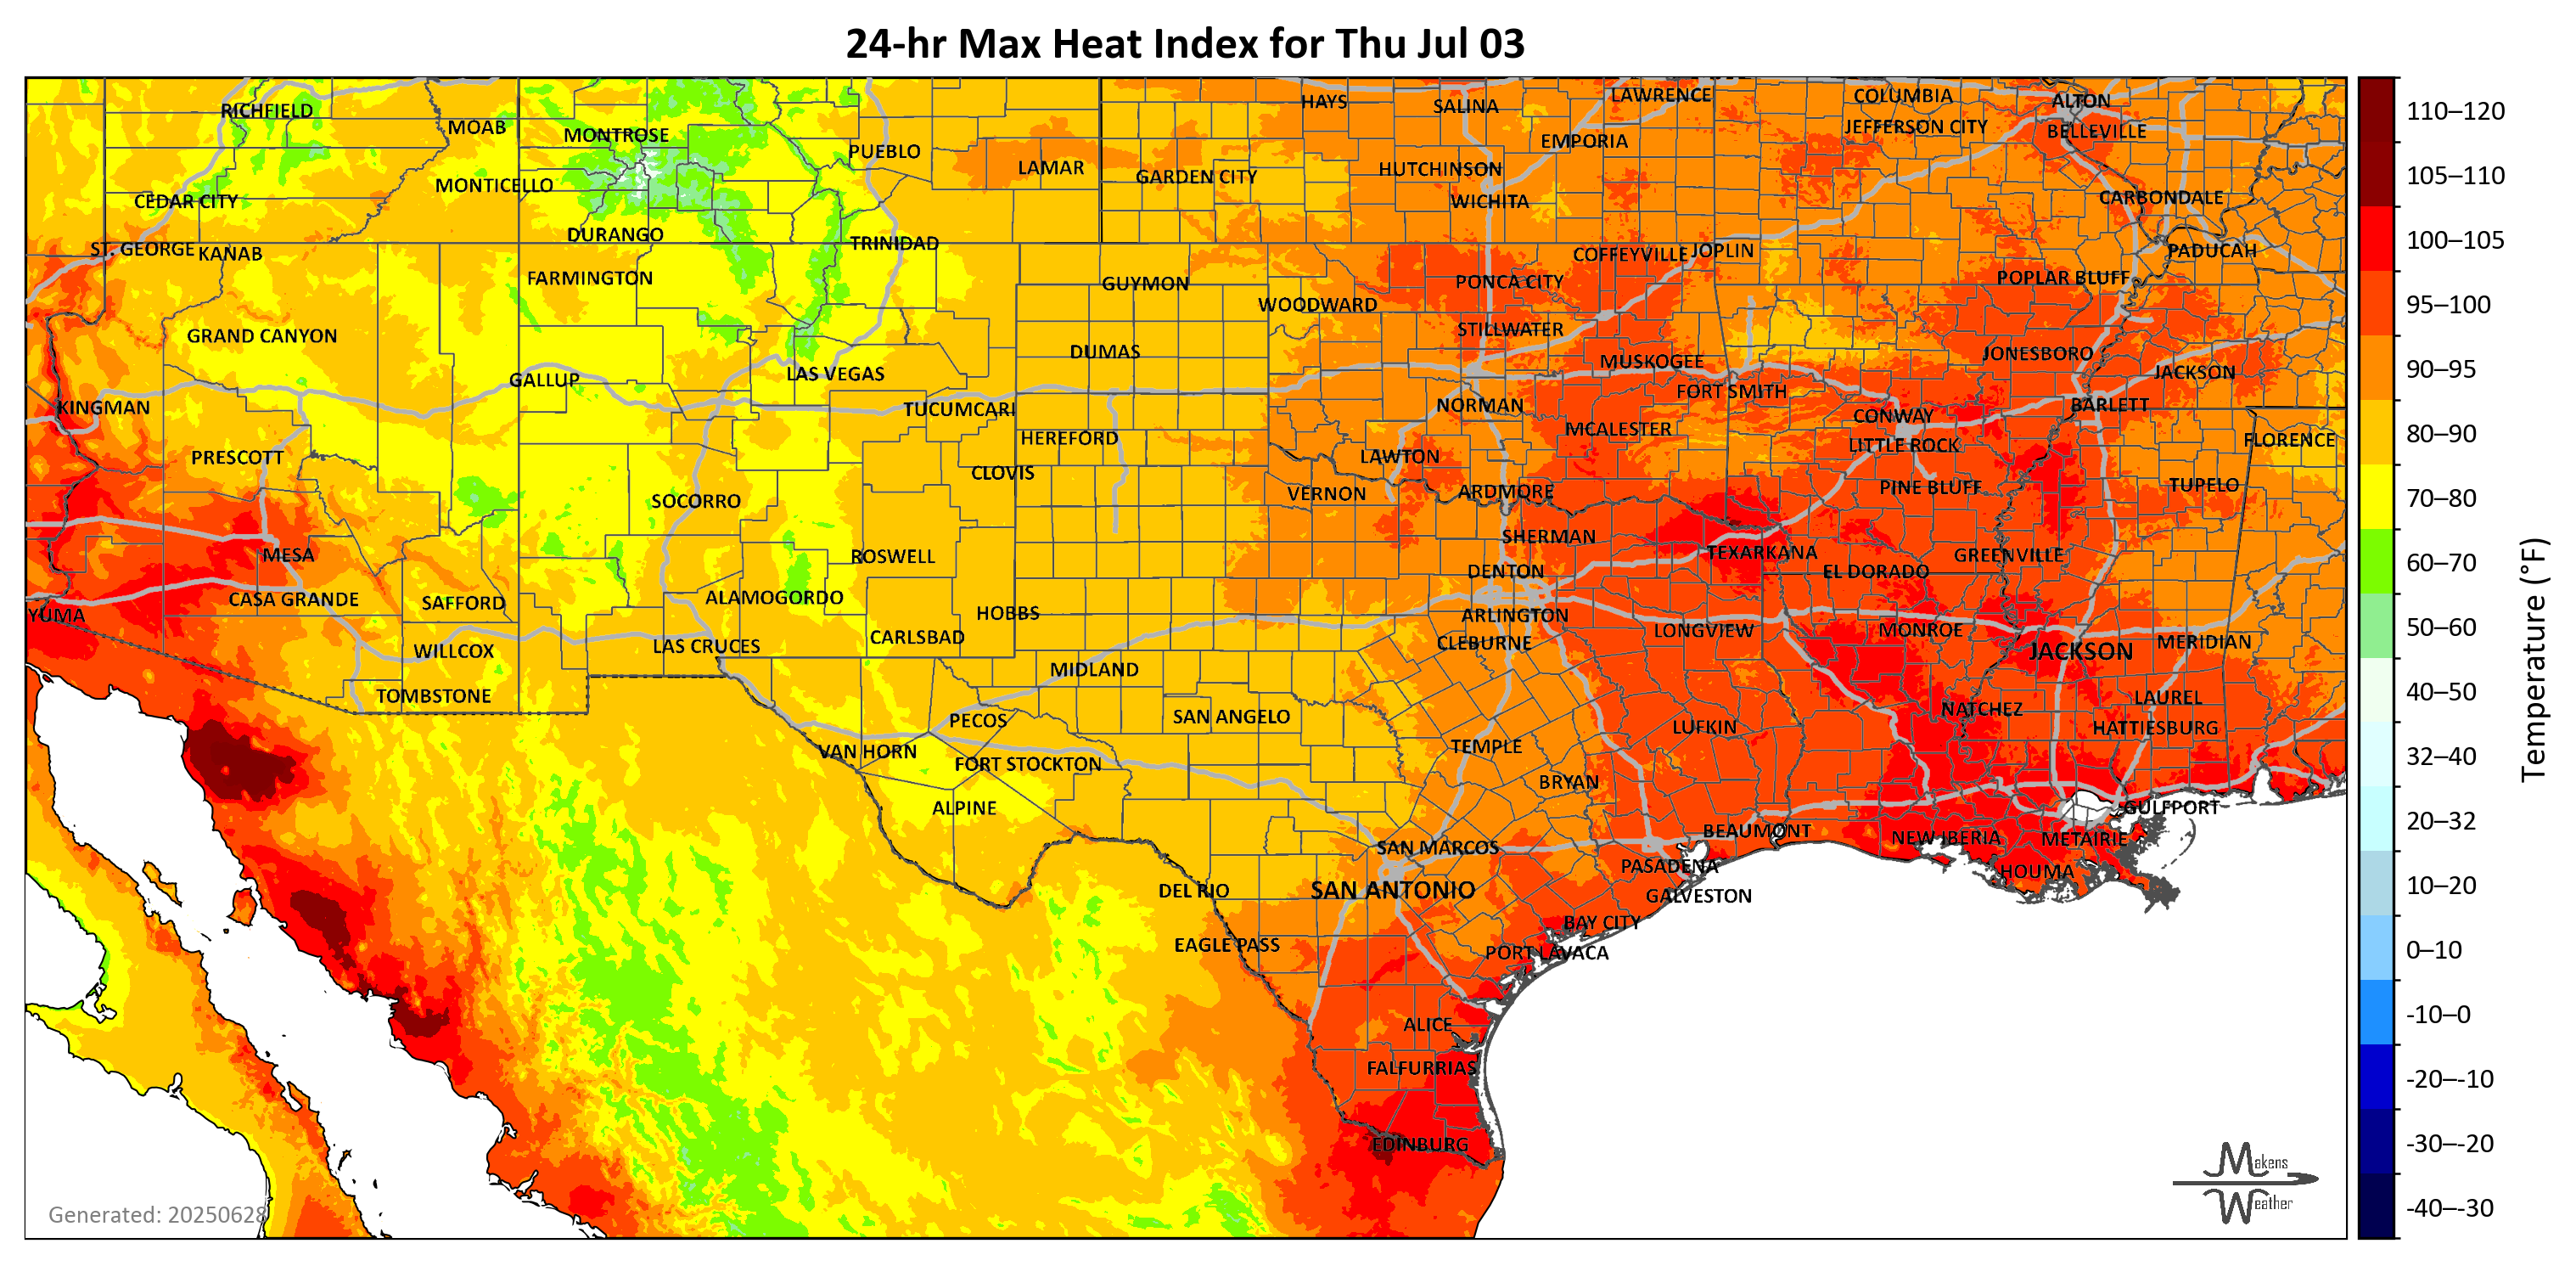 24-hr Max Heat Index for Thu Jul 03
RICHFIELD
MOAB
MONTROSE
PUEBLO
LAMAR
GARDEN CITY
HAYS
SALINA
LAWRENCE
EMPORIA
HUTCHINSON
WICHITA
COLUMBIA
JEFFERSON CITY
ALTON
BELLEVILLE
CARBONDALE
CEDAR CITY
MONTICELLO
DURANGO
TRINIDAD
ST. GEORGE
KANAB
FARMINGTON
GUYMON
WOODWARD
PONCA CITY
COFFEYVILLE
JOPLIN
POPLAR BLUFF
PADUCAH
GRAND CANYON
STILLWATER
DUMAS
MUSKOGEE
JONESBORO
JACKSON
GALLUP
LAS VEGAS
FORT SMITH
KINGMAN
TUCUMCARI
NORMAN
CONWAY
BARLETT
HEREFORD
MCALESTER
LITTLE ROCK
FLORENCE
PRESCOTT
CLOVIS
LAWTON
SOCORRO
VERNON
ARDMORE
PINE BLUFF
TUPELO
MESA
ROSWELL
SHERMAN
TEXARKANA
GREENVILLE
DENTON
EL DORADO
CASA GRANDE
SAFFORD
ALAMOGORDO
HOBBS
ARLINGTON
YUMA
LAS CRUCES
CARLSBAD
CLEBURNE
LONGVIEW
MONROE
JACKSON
MERIDIAN
WILLCOX
MIDLAND
TOMBSTONE
PECOS
SAN ANGELO
LUFKIN
NATCHEZ
LAUREL
HATTIESBURG
VAN HORN
FORT STOCKTON
TEMPLE
BRYAN
ALPINE
GULFPORT
SAN MARCOS
BEAUMONT
NEW IBERIA
METAIRIE
PASADENA
HOUMA
DEL RIO
SAN ANTONIO
GALVESTON
BAY CITY
EAGLE PASS
PORT LAVACA
ALICE
FALFURRIAS
EDINBURG
Generated: 20250628
Makens
Weather
110–120
105–110
100–105
95–100
90–95
80–90
70–80
60–70
50–60
40–50
32–40
20–32
10–20
0–10
-10–0
-20–-10
-30–-20
-40–-30
Temperature (°F)